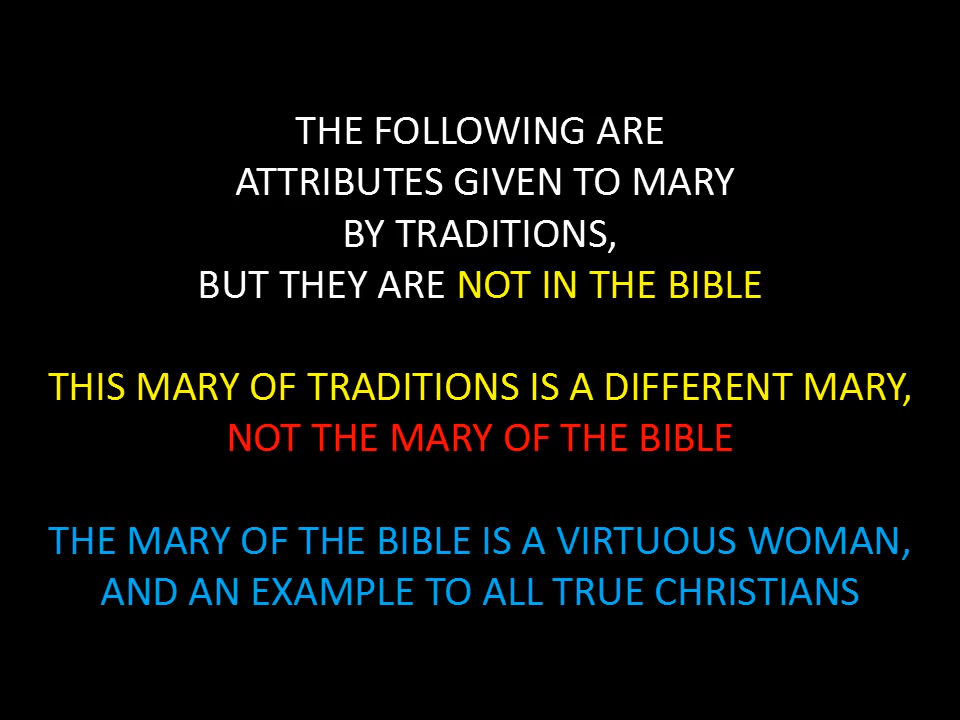 THE FOLLOWING ARE
ATTRIBUTES GIVEN TO MARY
BY TRADITIONS,
BUT THEY ARE NOT IN THE BIBLE
THIS MARY OF TRADITIONS IS A DIFFERENT MARY,
NOT THE MARY OF THE BIBLE
THE MARY OF THE BIBLE IS A VIRTUOUS WOMAN,
AND AN EXAMPLE TO ALL TRUE CHRISTIANS